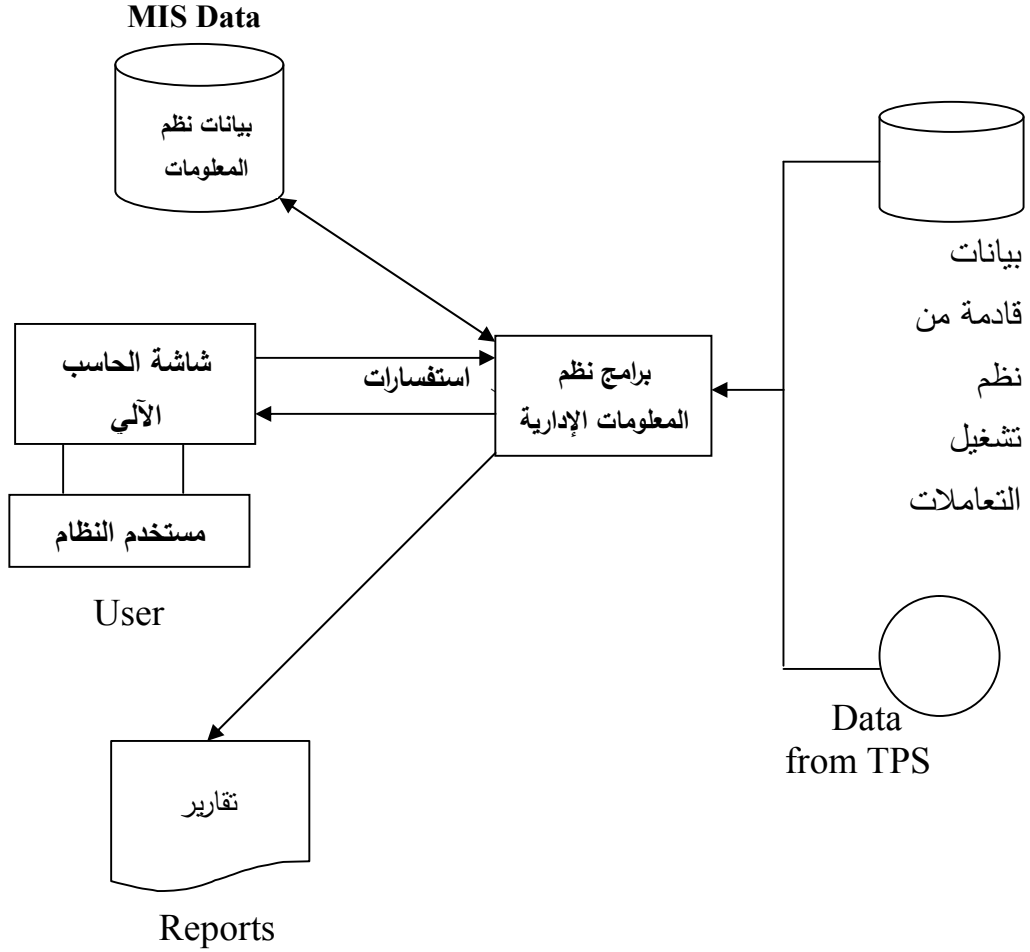 MIS Data
بيانات نظم
المعلومات
بيانات
قادمة من
نظم
تشغيل
التعاملات
شاشة الحاسب
الآلي
استفسارات
برامج نظم
المعلومات الإدارية
مستخدم النظام
User
Data
from TPS
تقارير
Reports